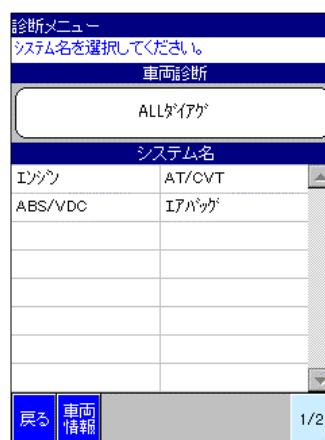 診断メニュー
システム名を選択してください。
車両診断
ALLダイアグ
システム名
エンジン AT/CVT
ABS/VDC エアバッグ
戻る 車両情報 1/2